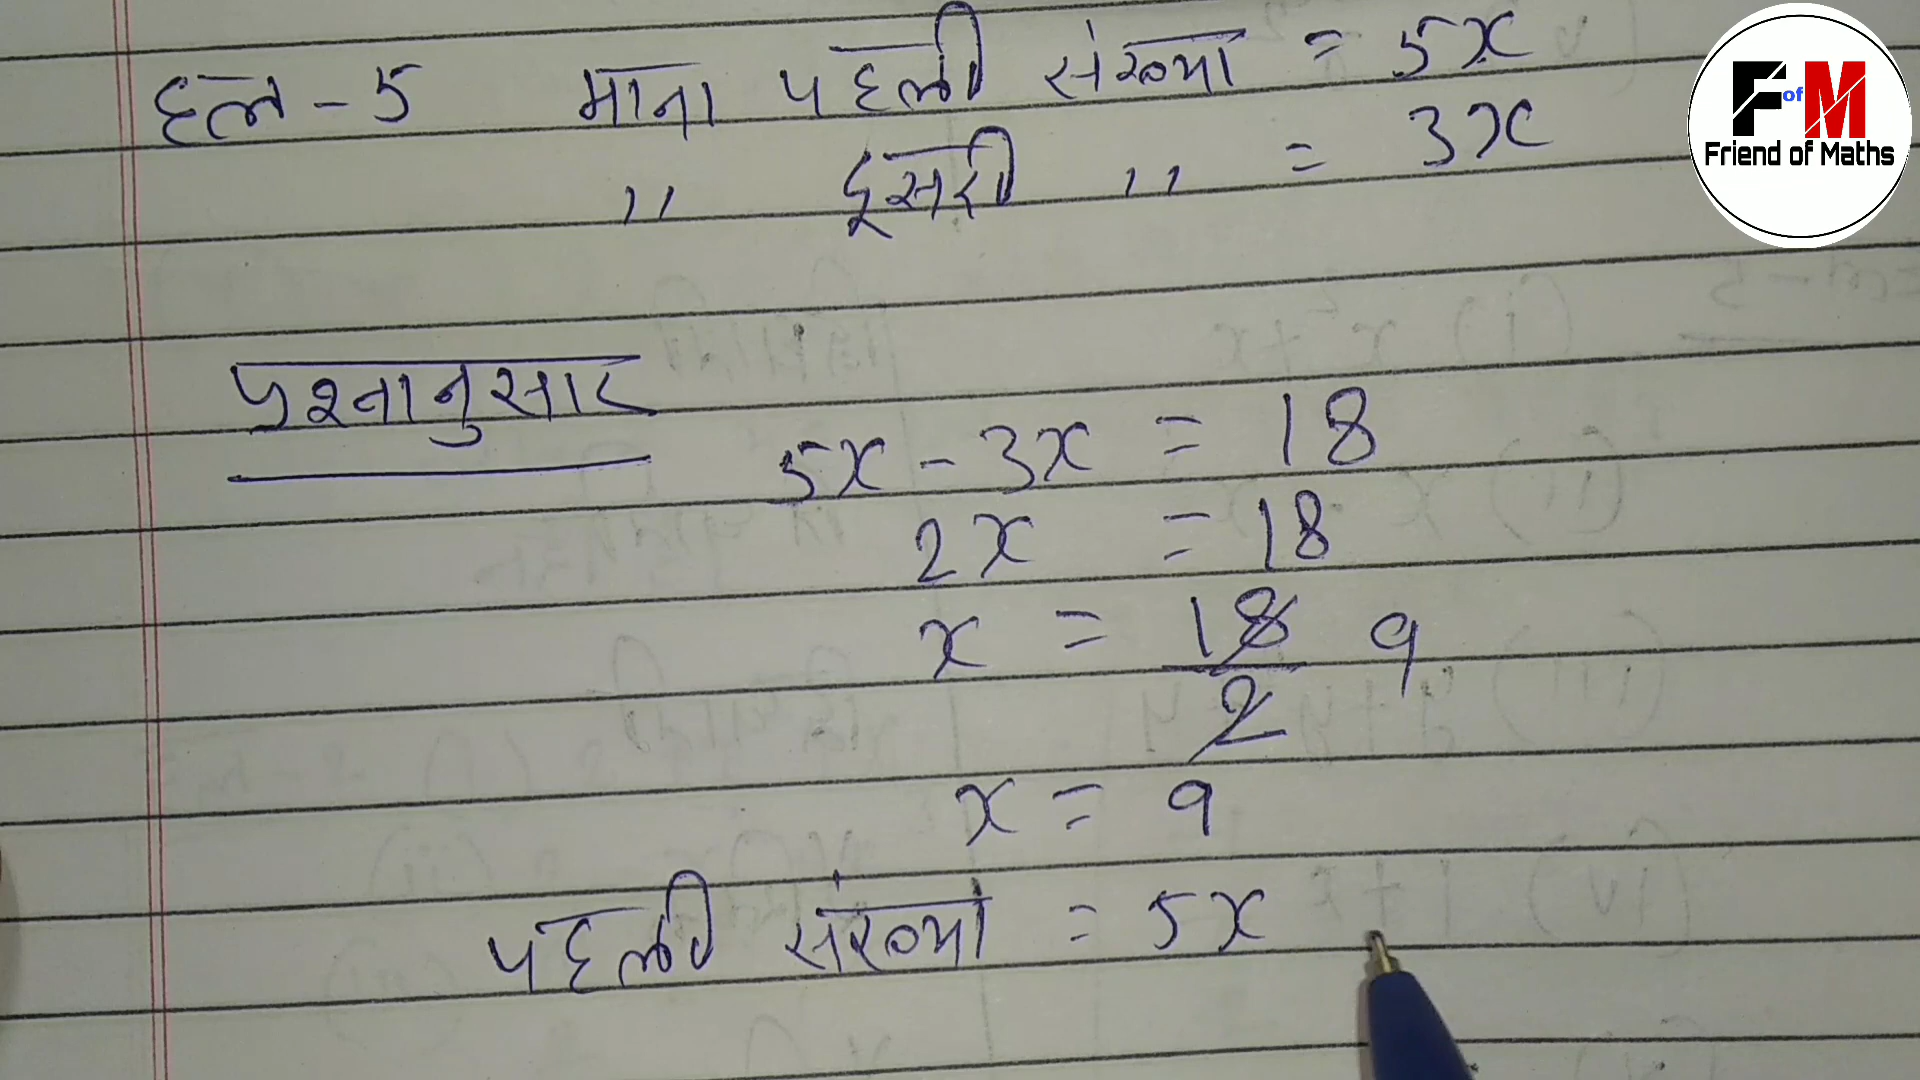 हल - 5 माना पहली संख्या = 5x
,, दूसरी ,, = 3x
F of M
Friend of Maths
प्रश्नानुसार
5x - 3x = 18
2x = 18
x = 18/2 9
x = 9
पहली संख्या = 5x